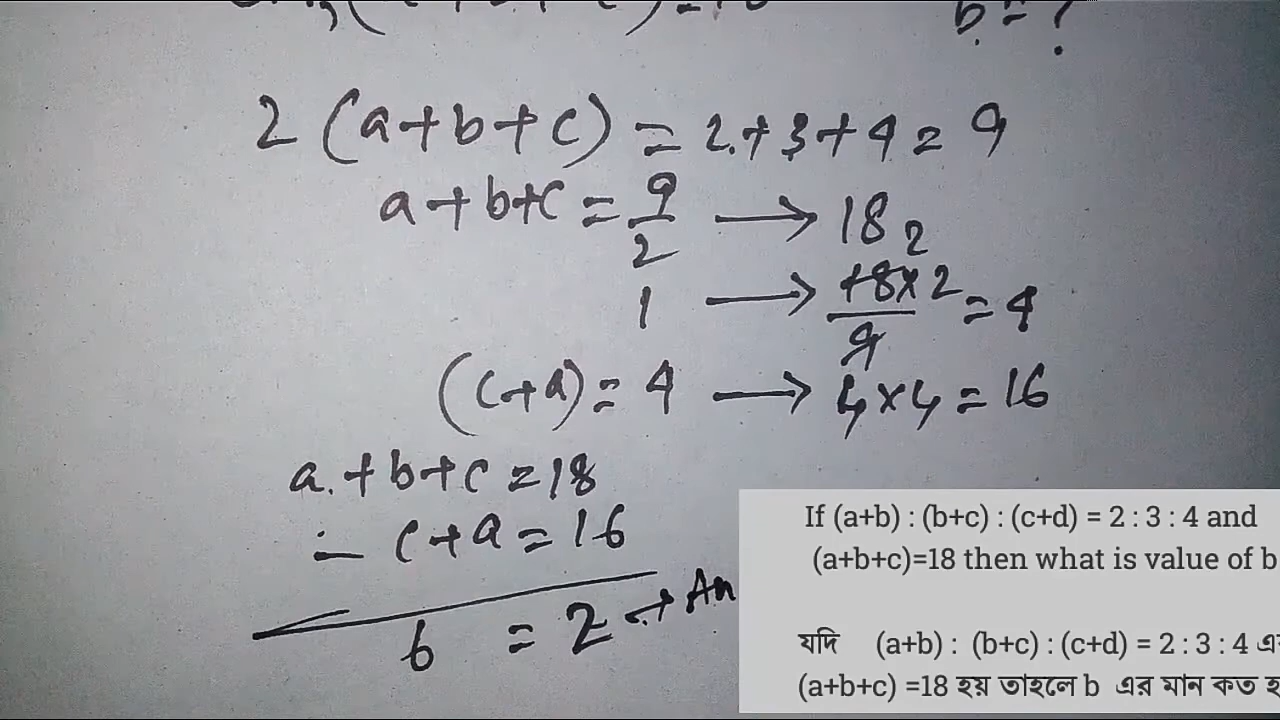 b = ?
2 (a+b+c) = 2+3+4 = 9
a+b+c = 9/2 → 18
1 → 18×2/9 = 4
(c+a) = 4 → 4×4 = 16
a+b+c = 18
- c+a = 16
b = 2 → An
If (a+b) : (b+c) : (c+d) = 2 : 3 : 4 and
(a+b+c)=18 then what is value of b
যদি (a+b) : (b+c) : (c+d) = 2 : 3 : 4
(a+b+c) =18 হয় তাহলে b এর মান কত